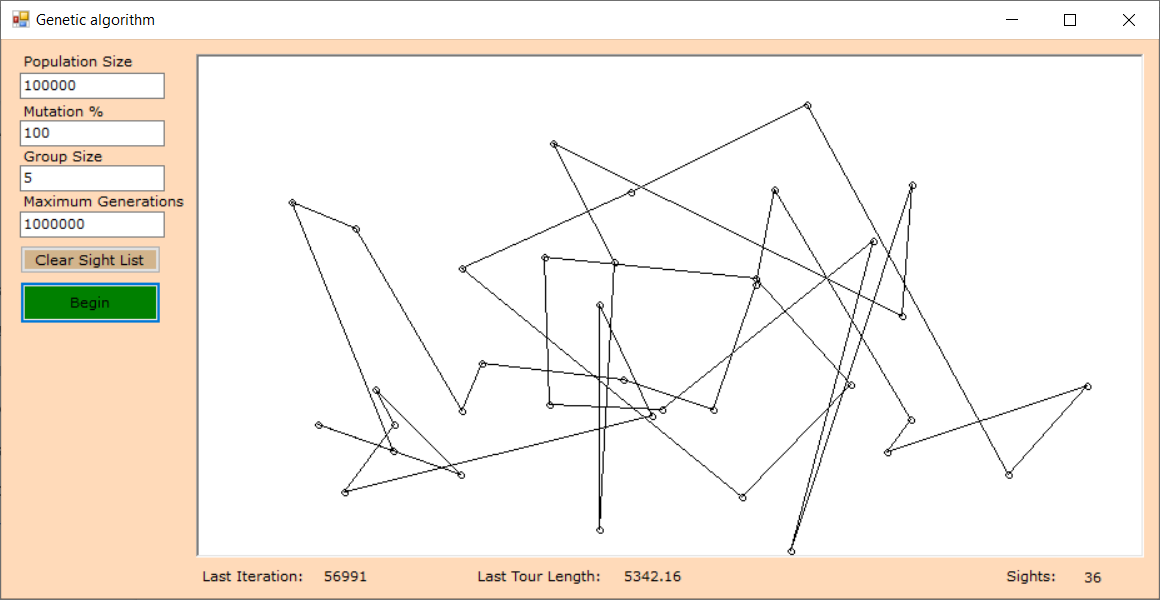 Genetic algorithm
Population Size
100000
Mutation %
100
Group Size
5
Maximum Generations
1000000
Clear Sight List
Begin
Last Iteration: 56991 Last Tour Length: 5342.16 Sights: 36